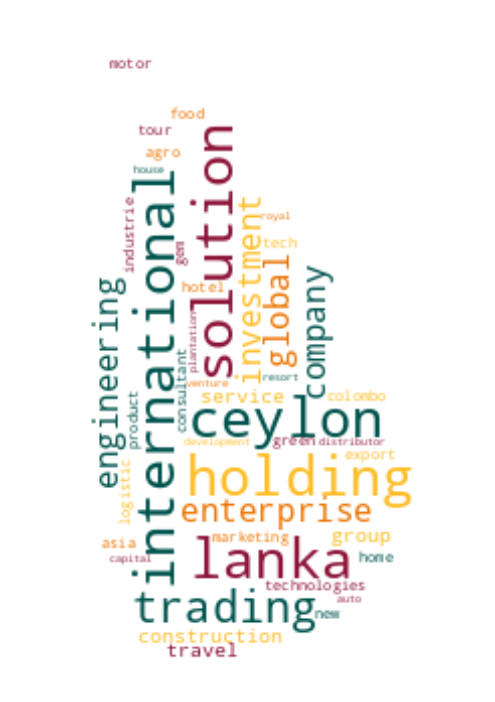 motor
food
tour
agro
house
solution
international
industrie
gem
royal
investment
tech
global
hotel
company
engineering
plantation
consultant
venture
resort
product
service
colombo
ceylon
development
green
distributor
export
logistic
holding
enterprise
asia
marketing
group
capital
lanka
home
technologies
auto
trading
new
construction
travel